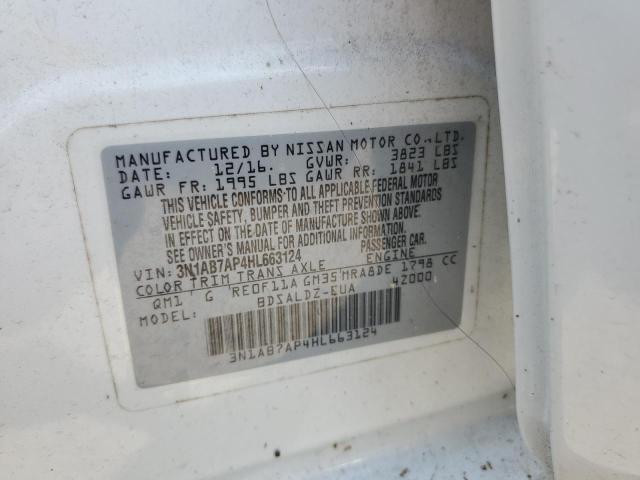 MANUFACTURED BY NISSAN MOTOR CO.,LTD.
DATE: 12/16. GVWR: 3823 LBS
GAWR FR: 1995 LBS GAWR RR: 1841 LBS
THIS VEHICLE CONFORMS TO ALL APPLICABLE FEDERAL MOTOR
VEHICLE SAFETY, BUMPER AND THEFT PREVENTION STANDARDS
IN EFFECT ON THE DATE OF MANUFACTURE SHOWN ABOVE.
SEE OWNER'S MANUAL FOR ADDITIONAL INFORMATION.
VIN: 3N1AB7AP4HL663124 PASSENGER CAR.
COLOR TRIM TRANS AXLE ENGINE
QM1 G RE0F11A GM35 MRA8DE 1798 CC
MODEL: BDSALDZ-EUA 42000
3N1AB7AP4HL663124